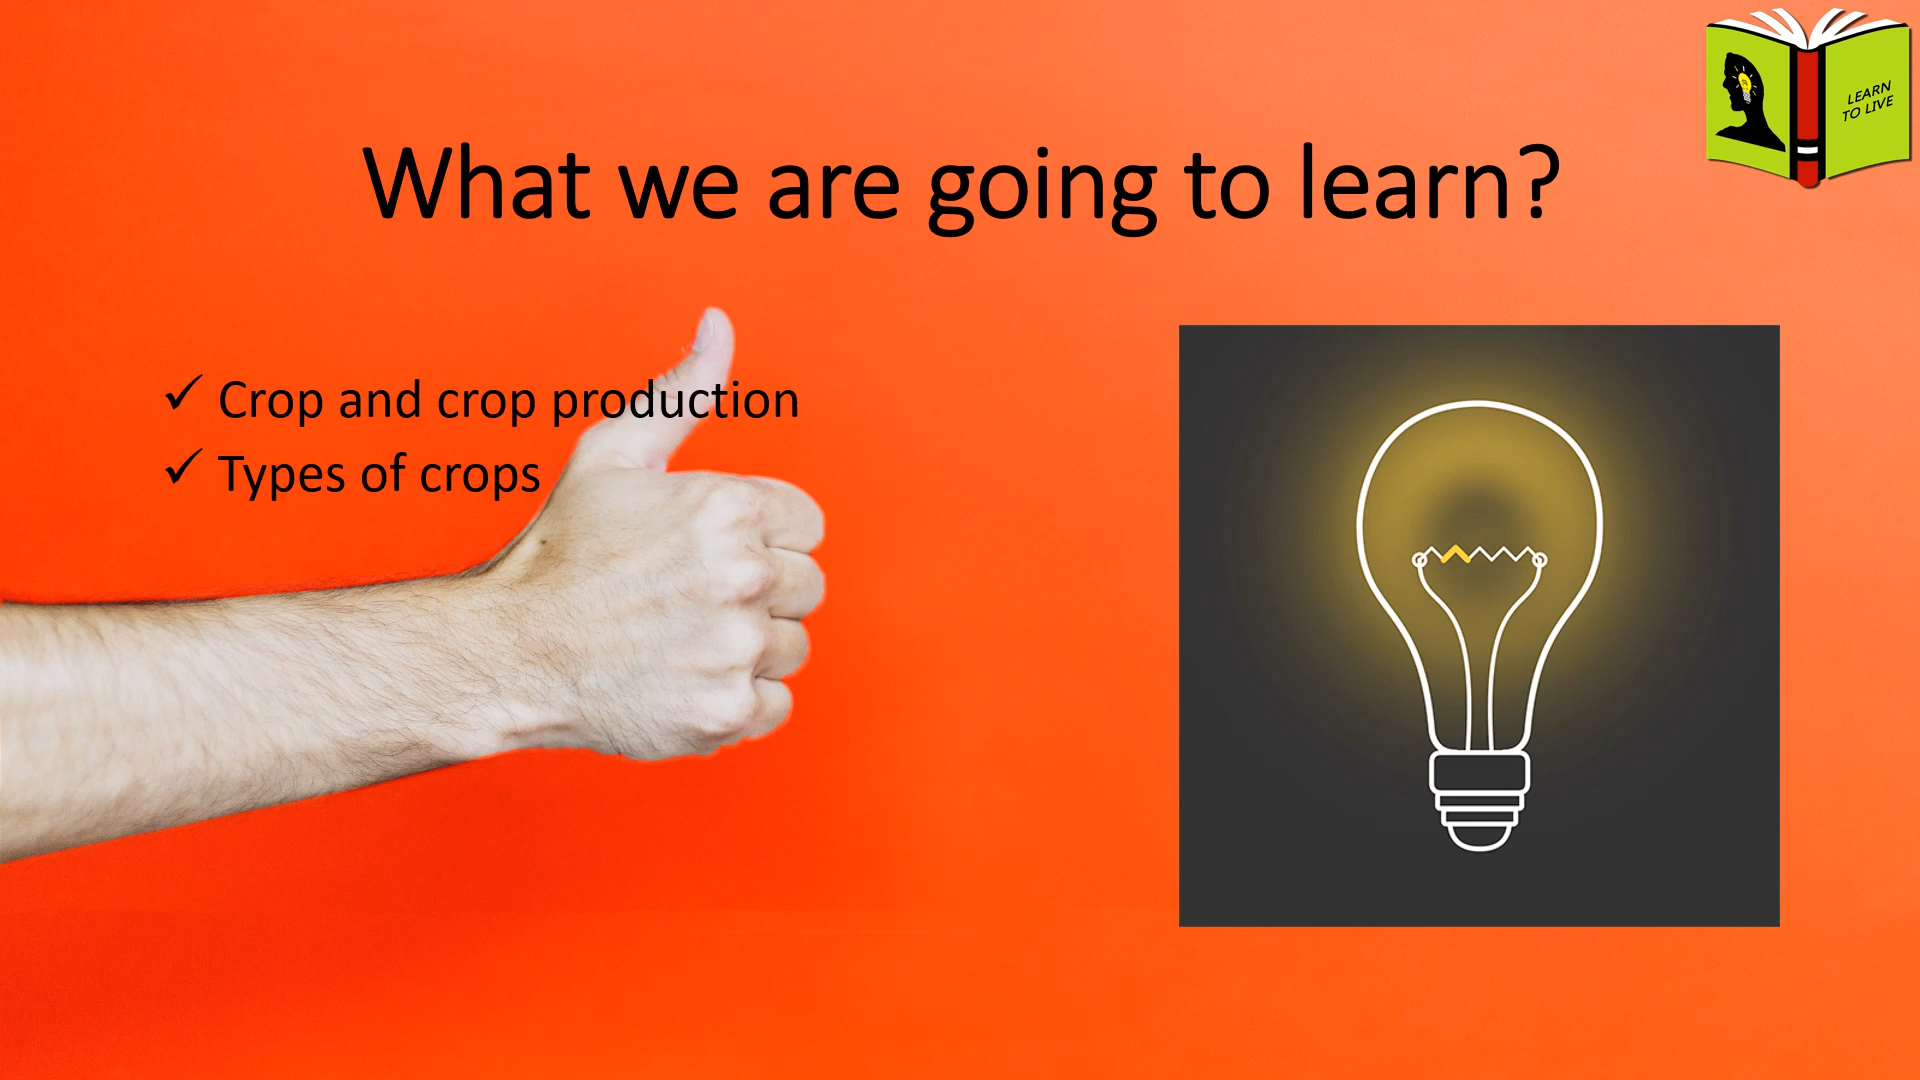 LEARN
TO LIVE
What we are going to learn?
✓ Crop and crop production
✓ Types of crops